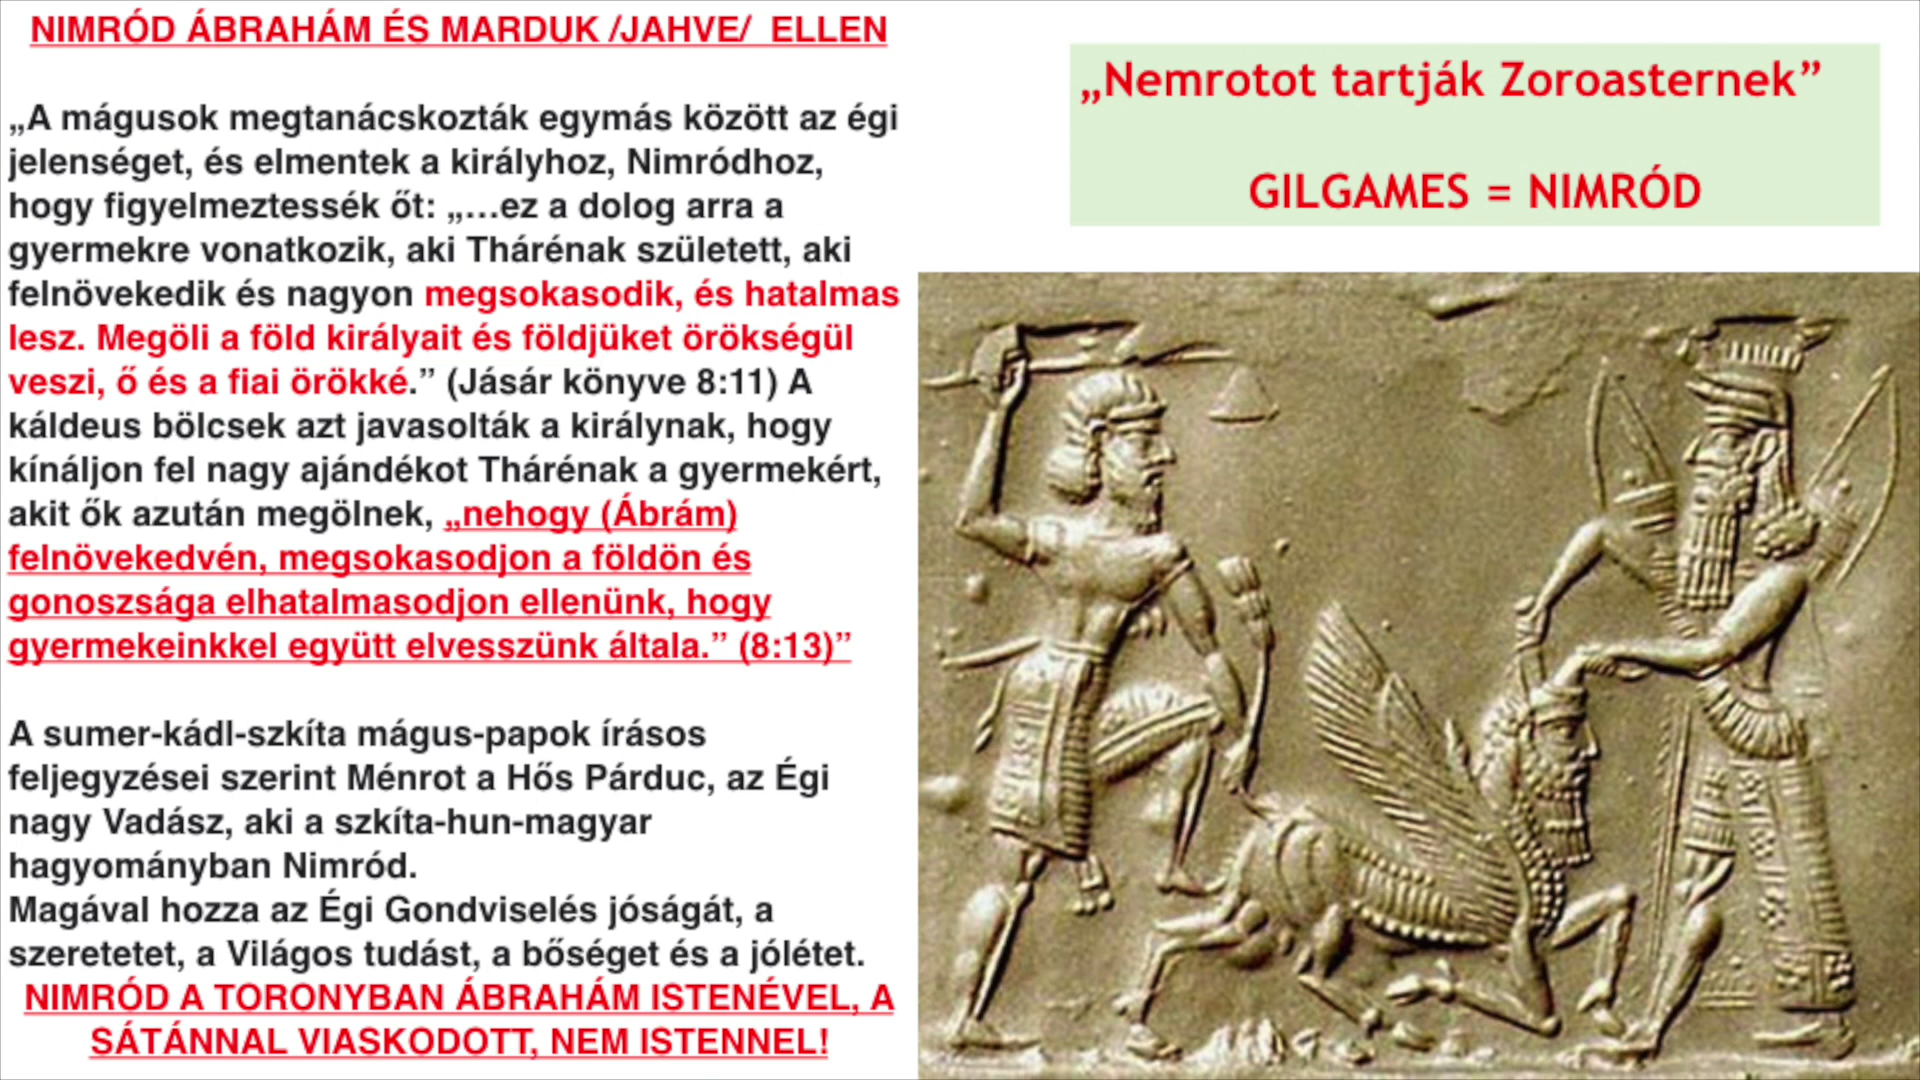 NIMRÓD ÁBRAHÁM ÉS MARDUK /JAHVE/ ELLEN
„A mágusok megtanácskozták egymás között az égi
jelenséget, és elmentek a királyhoz, Nimródhoz,
hogy figyelmeztessék őt: „…ez a dolog arra a
gyermekre vonatkozik, aki Thárénak született, aki
felnövekedik és nagyon megsokasodik, és hatalmas
lesz. Megöli a föld királyait és földjüket örökségül
veszi, ő és a fiai örökké.” (Jásár könyve 8:11) A
káldeus bölcsek azt javasolták a királynak, hogy
kínáljon fel nagy ajándékot Thárénak a gyermekért,
akit ők azután megölnek, „nehogy (Ábrám)
felnövekedvén, megsokasodjon a földön és
gonoszsága elhatalmasodjon ellenünk, hogy
gyermekeinkkel együtt elvesszünk általa.” (8:13)”
A sumer-kádl-szkíta mágus-papok írásos
feljegyzései szerint Ménrot a Hős Párduc, az Égi
nagy Vadász, aki a szkíta-hun-magyar
hagyományban Nimród.
Magával hozza az Égi Gondviselés jóságát, a
szeretetet, a Világos tudást, a bőséget és a jólétet.
NIMRÓD A TORONYBAN ÁBRAHÁM ISTENÉVEL, A
SÁTÁNNAL VIASKODOTT, NEM ISTENNEL!
„Nemrotot tartják Zoroasternek”
GILGAMES = NIMRÓD